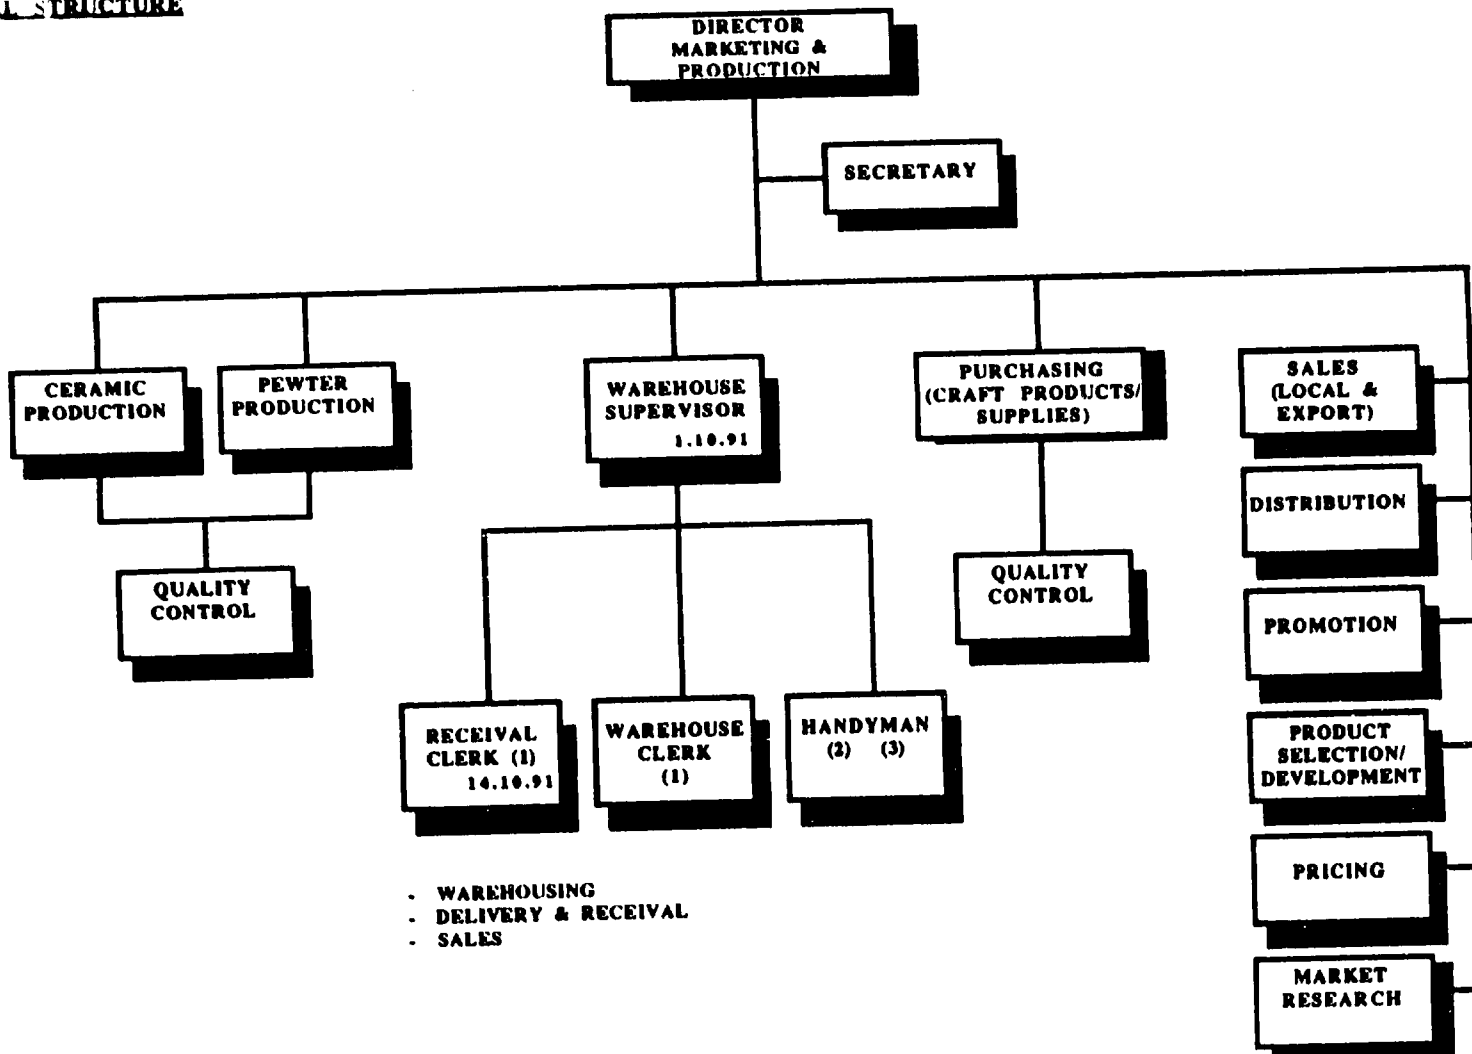 STRUCTURE
DIRECTOR
MARKETING &
PRODUCTION
SECRETARY
CERAMIC
PRODUCTION
PEWTER
PRODUCTION
WAREHOUSE
SUPERVISOR
1.10.91
PURCHASING
(CRAFT PRODUCTS/
SUPPLIES)
SALES
(LOCAL &
EXPORT)
DISTRIBUTION
QUALITY
CONTROL
QUALITY
CONTROL
PROMOTION
RECEIVAL
CLERK (1)
14.10.91
WAREHOUSE
CLERK
(1)
HANDYMAN
(2) (3)
PRODUCT
SELECTION/
DEVELOPMENT
PRICING
- WAREHOUSING
- DELIVERY & RECEIVAL
- SALES
MARKET
RESEARCH